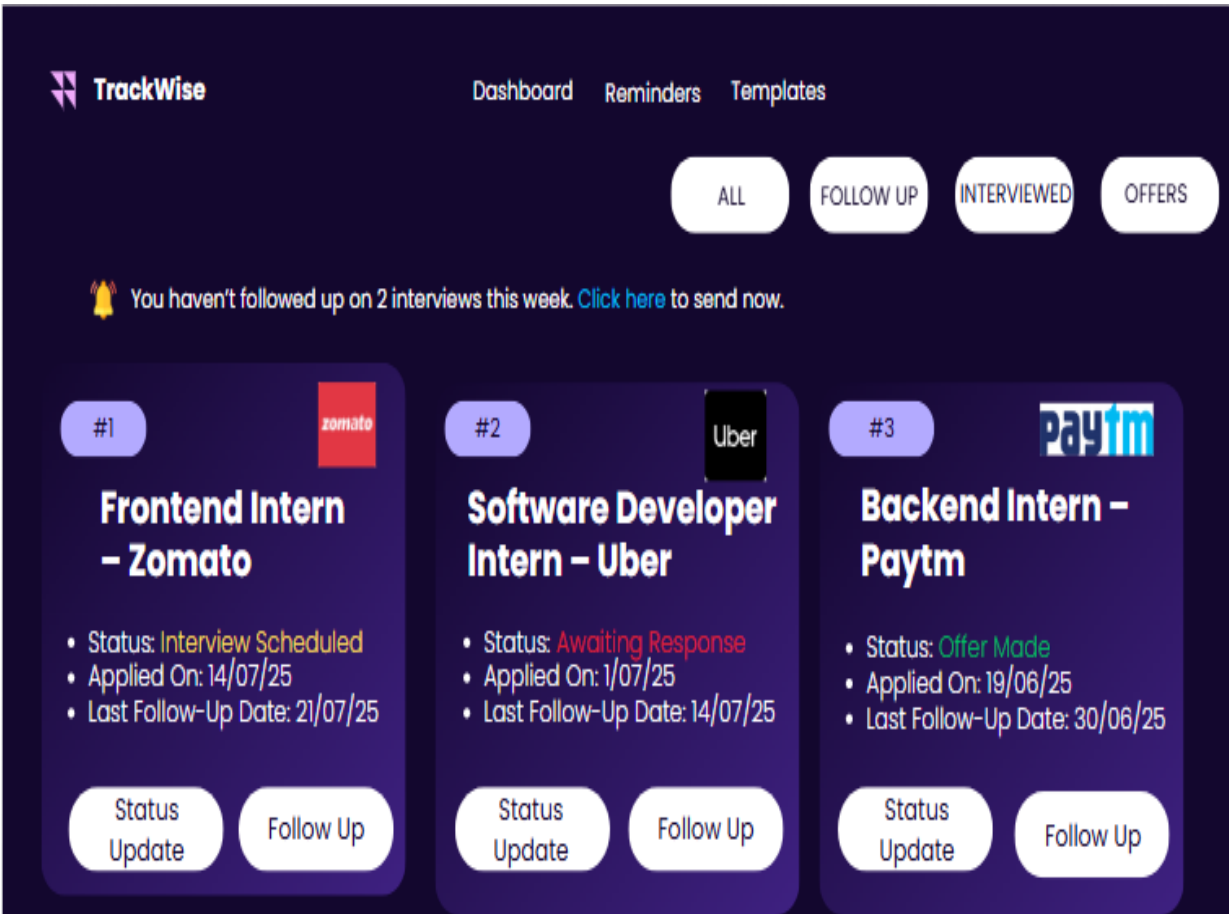 TrackWise
Dashboard Reminders Templates
ALL FOLLOW UP INTERVIEWED OFFERS
You haven't followed up on 2 interviews this week. Click here to send now.
#1
zomato
Frontend Intern
– Zomato
• Status: Interview Scheduled
• Applied On: 14/07/25
• Last Follow-Up Date: 21/07/25
Status
Update
Follow Up
#2
Uber
Software Developer
Intern – Uber
• Status: Awaiting Response
• Applied On: 1/07/25
• Last Follow-Up Date: 14/07/25
Status
Update
Follow Up
#3
paytm
Backend Intern –
Paytm
• Status: Offer Made
• Applied On: 19/06/25
• Last Follow-Up Date: 30/06/25
Status
Update
Follow Up